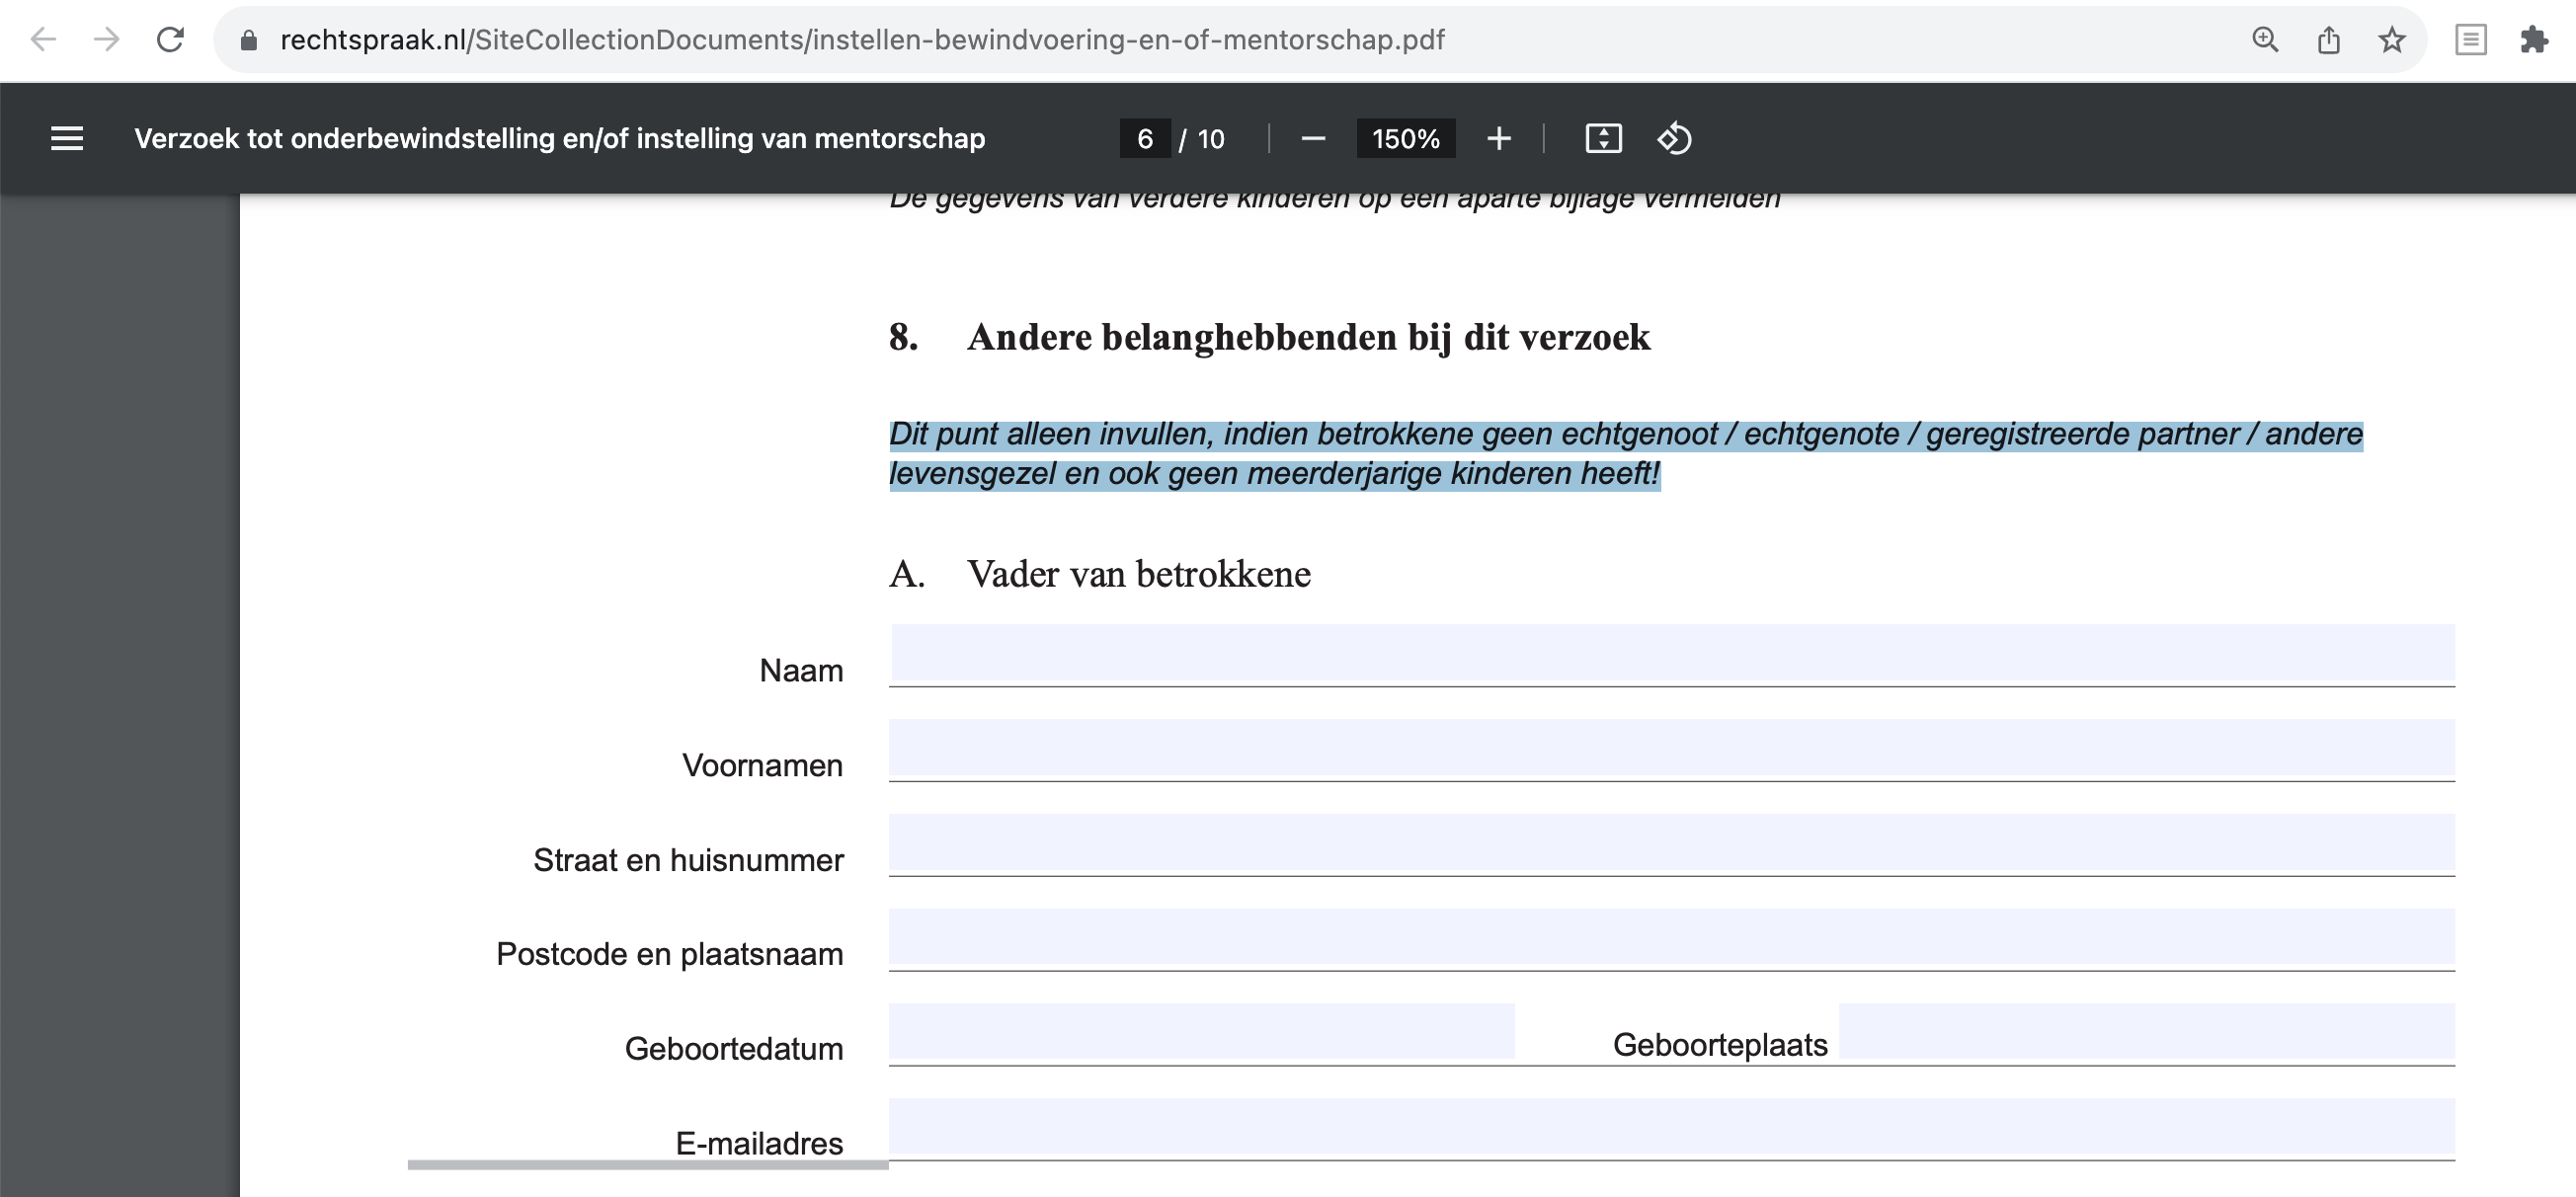 rechtspraak.nl/SiteCollectionDocuments/instellen-bewindvoering-en-of-mentorschap.pdf
Verzoek tot onderbewindstelling en/of instelling van mentorschap 6 / 10 150%
De gegevens van verdere kinderen op een aparte bijlage vermelden
8. Andere belanghebbenden bij dit verzoek
Dit punt alleen invullen, indien betrokkene geen echtgenoot / echtgenote / geregistreerde partner / andere
levensgezel en ook geen meerderjarige kinderen heeft!
A. Vader van betrokkene
Naam
Voornamen
Straat en huisnummer
Postcode en plaatsnaam
Geboortedatum Geboorteplaats
E-mailadres